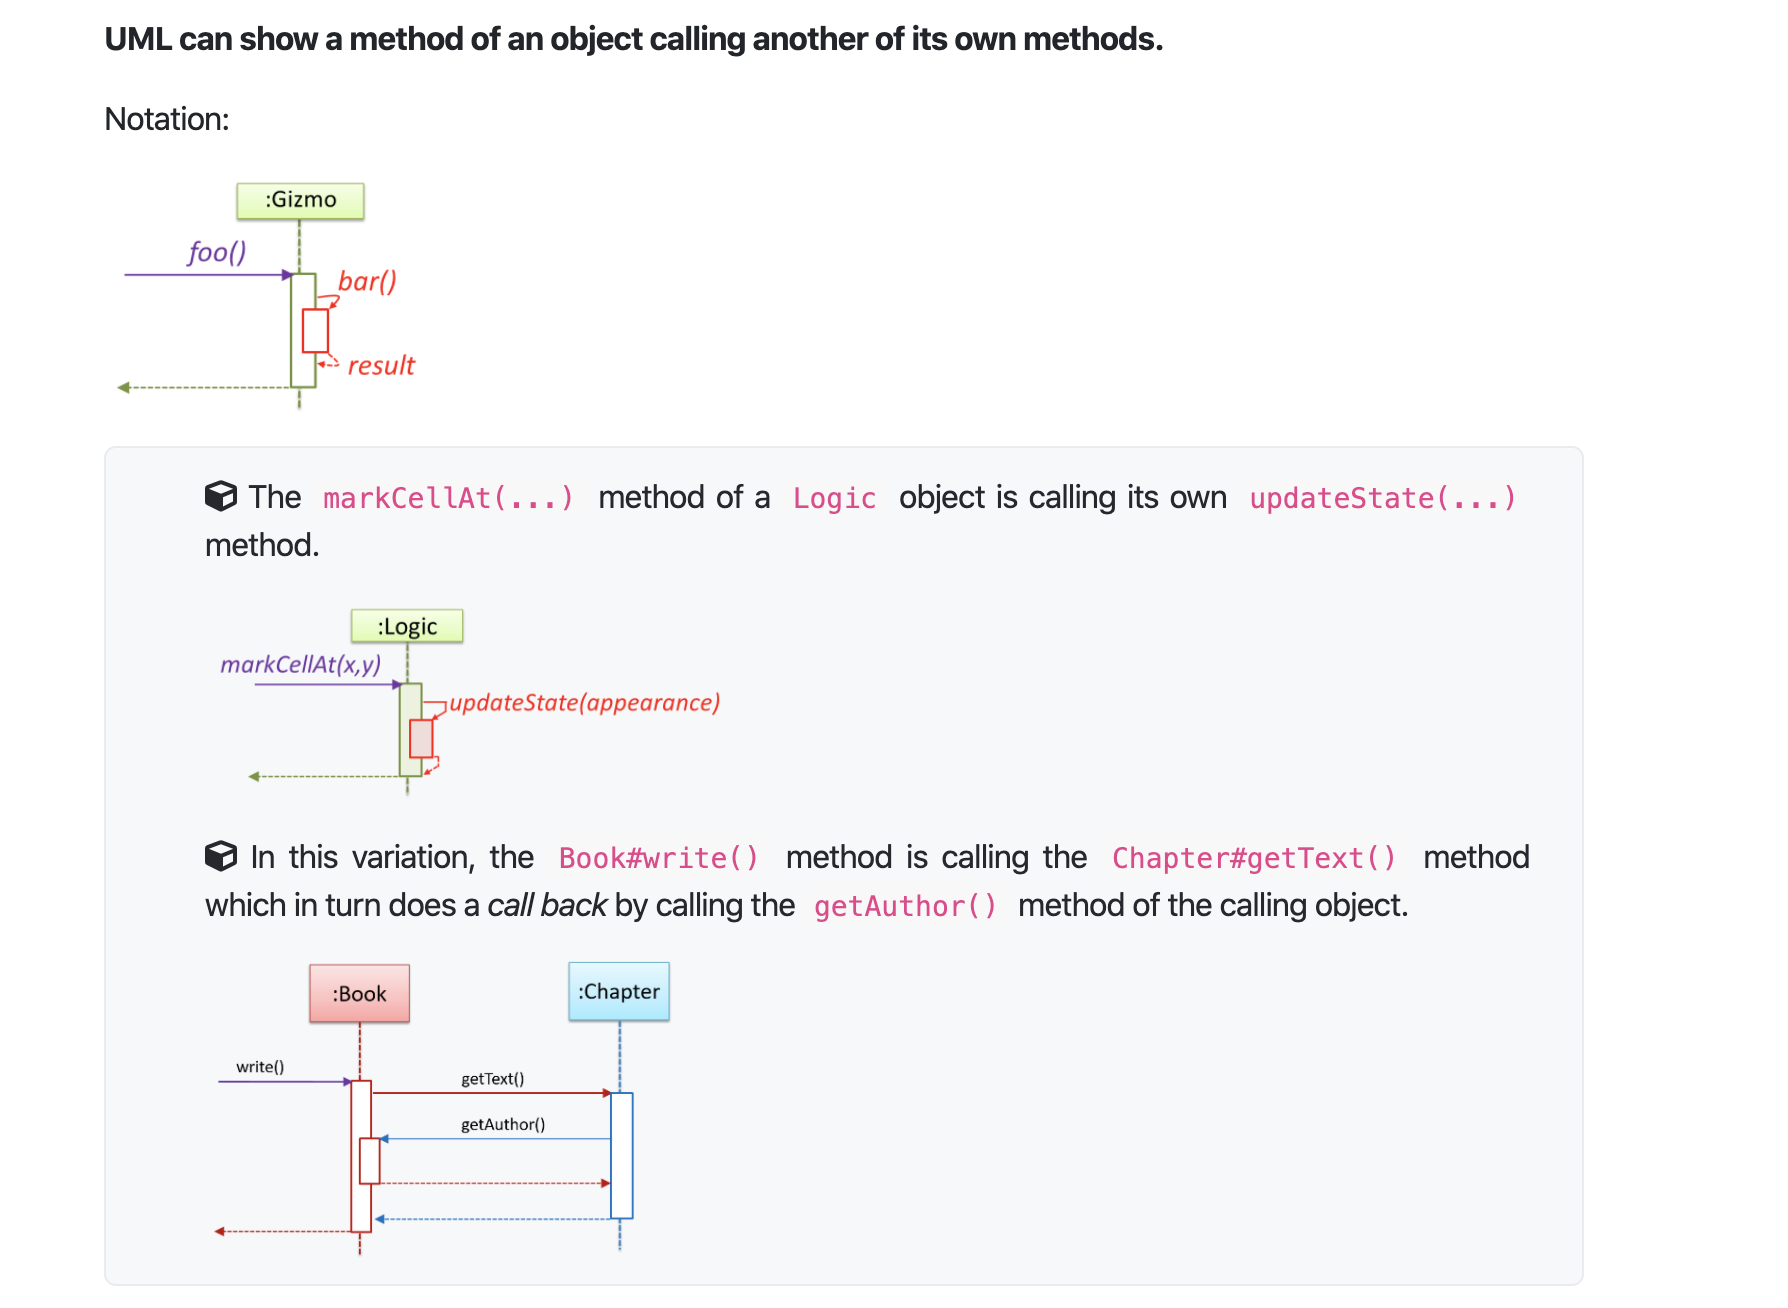 UML can show a method of an object calling another of its own methods.
Notation:
:Gizmo
foo()
bar()
result
The markCellAt(...) method of a Logic object is calling its own updateState(...)
method.
:Logic
markCellAt(x,y)
updateState(appearance)
In this variation, the Book#write() method is calling the Chapter#getText() method
which in turn does a call back by calling the getAuthor() method of the calling object.
:Book
:Chapter
write()
getText()
getAuthor()